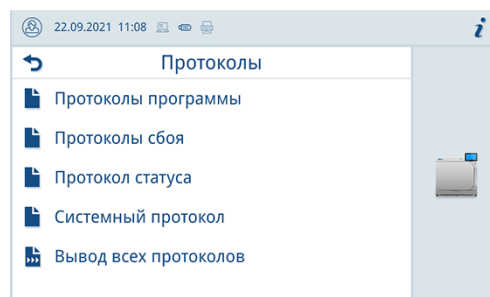 22.09.2021 11:08
Протоколы
Протоколы программы
Протоколы сбоя
Протокол статуса
Системный протокол
Вывод всех протоколов